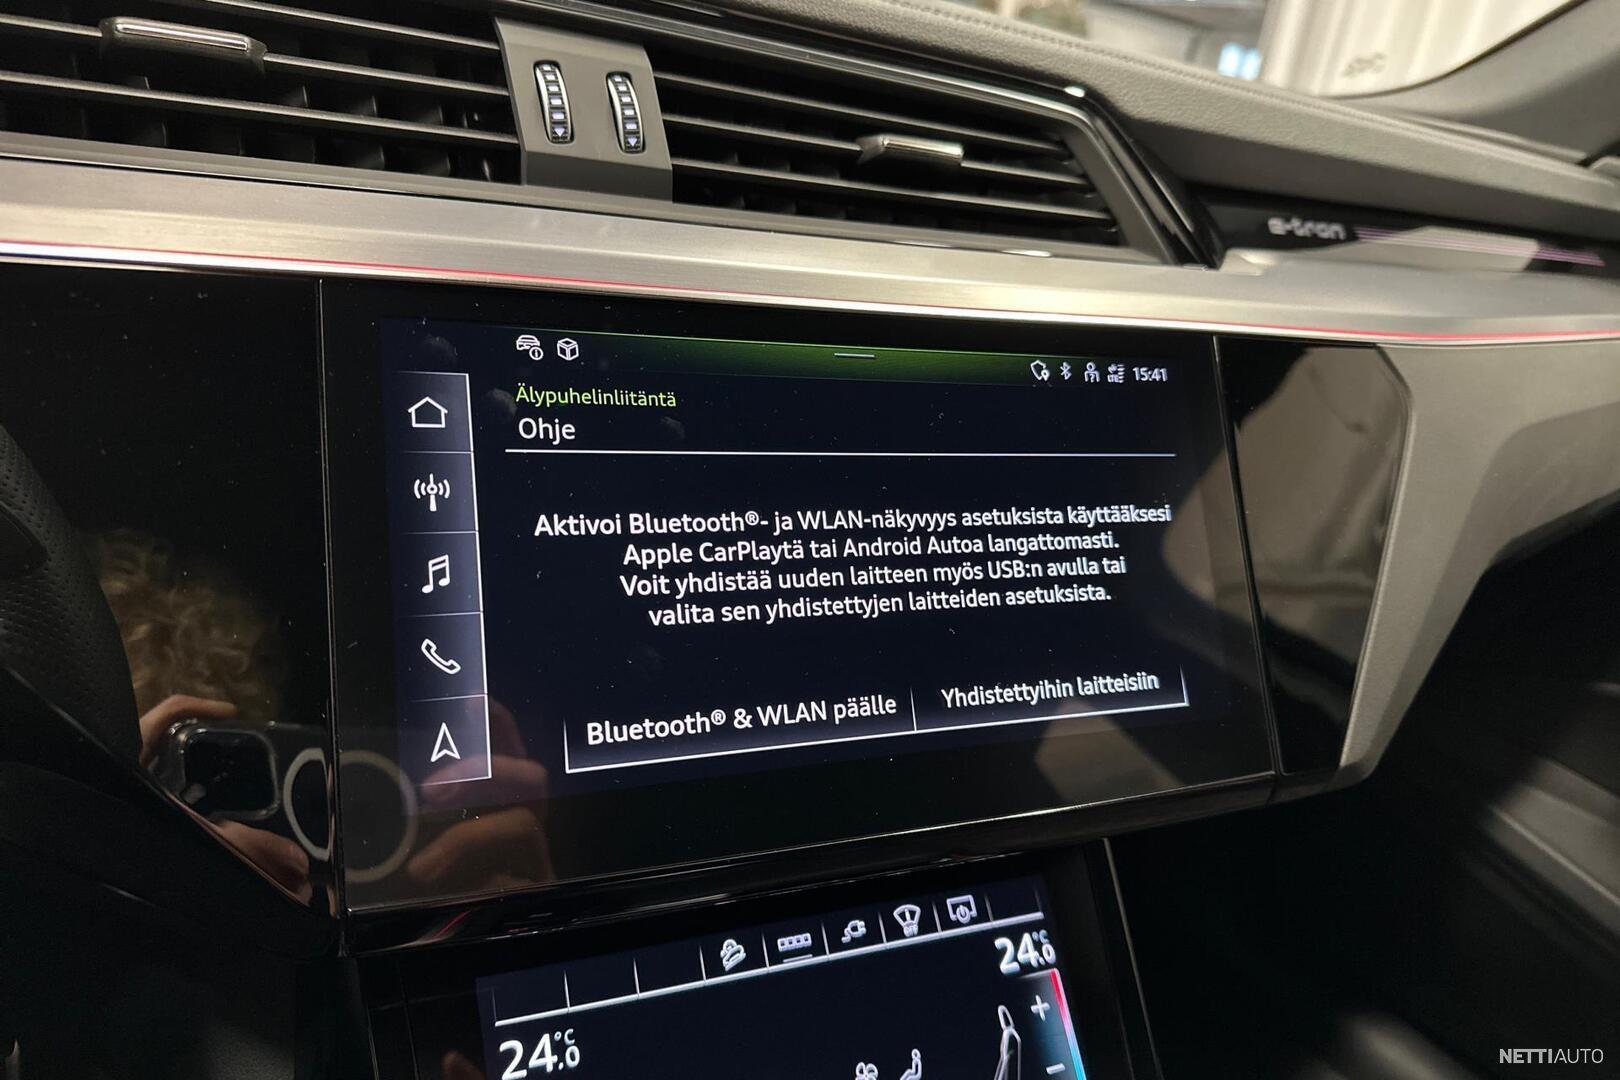 e-tron
15:41
Älypuhelinliitäntä
Ohje
Aktivoi Bluetooth®- ja WLAN-näkyvyys asetuksista käyttääksesi
Apple CarPlaytä tai Android Autoa langattomasti.
Voit yhdistää uuden laitteen myös USB:n avulla tai
valita sen yhdistettyjen laitteiden asetuksista.
Bluetooth® & WLAN päälle
Yhdistettyihin laitteisiin
OFF
24.0 °C
24.0 °C
NETTIAUTO